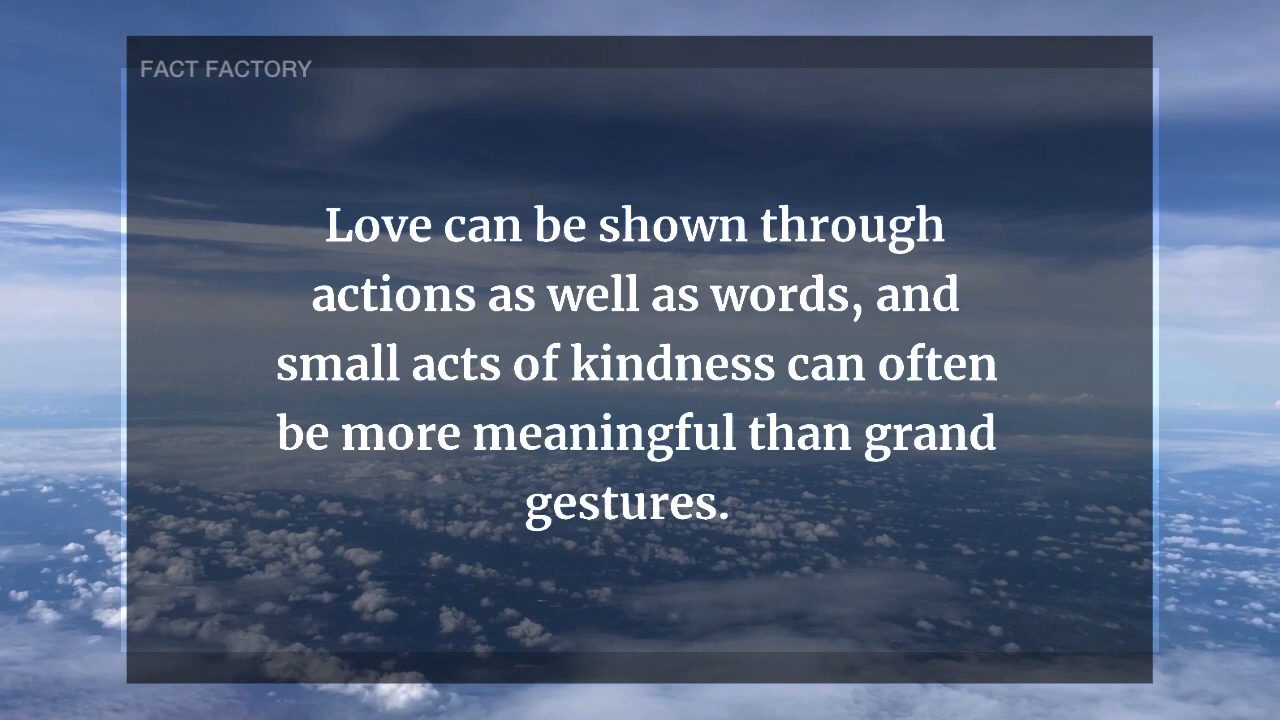 FACT FACTORY
Love can be shown through
actions as well as words, and
small acts of kindness can often
be more meaningful than grand
gestures.